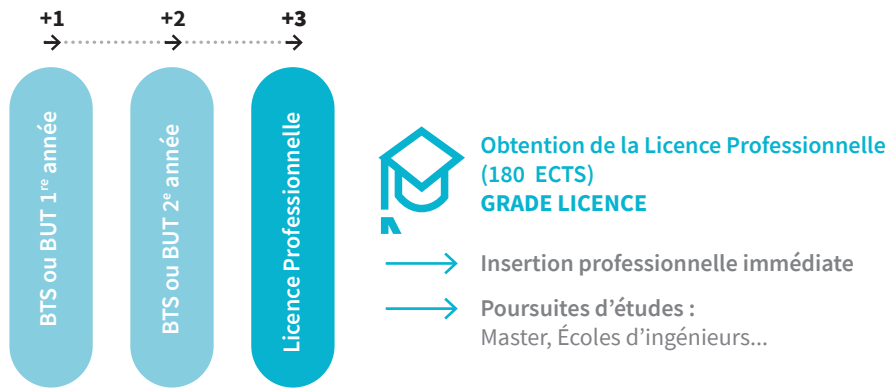 +1
+2
+3
BTS ou BUT 1re année
BTS ou BUT 2e année
Licence Professionnelle
Obtention de la Licence Professionnelle
(180 ECTS)
GRADE LICENCE
Insertion professionnelle immédiate
Poursuites d’études :
Master, Écoles d’ingénieurs...